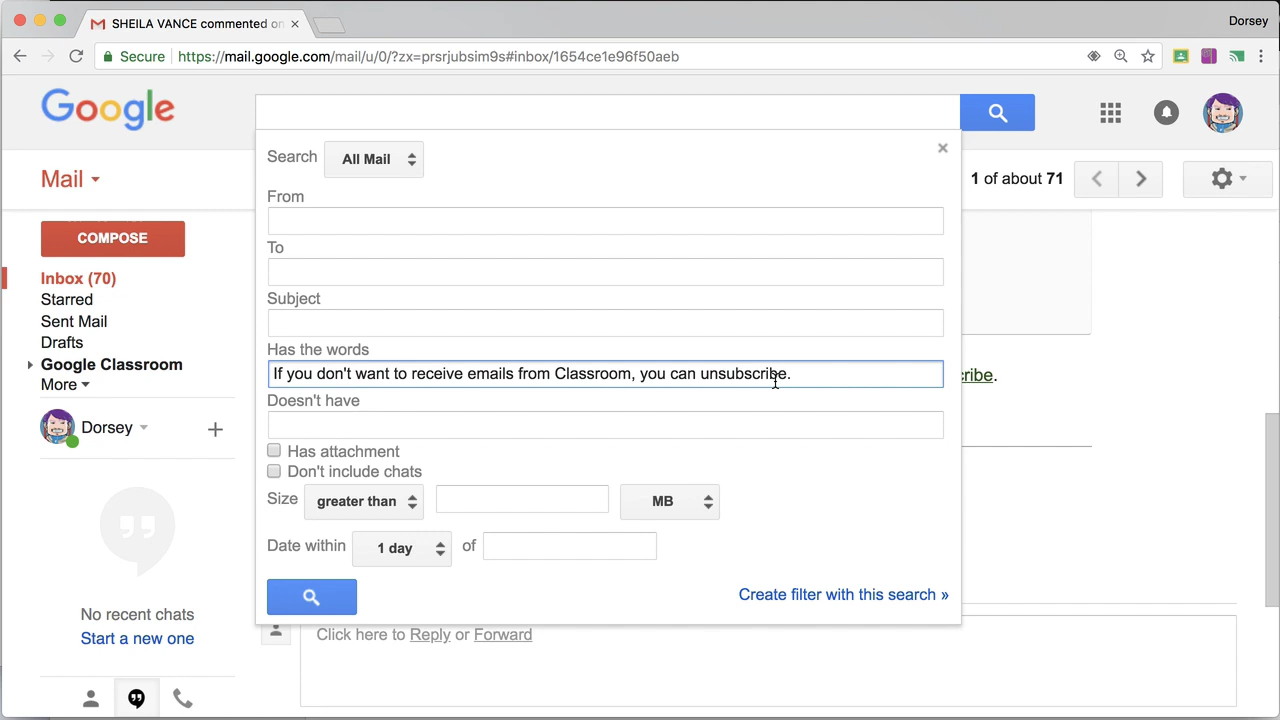 SHEILA VANCE commented on
Dorsey
Secure https://mail.google.com/mail/u/0/?zx=prsrjubsim9s#inbox/1654ce1e96f50aeb
Google
Search All Mail
Mail
1 of about 71
From
COMPOSE
To
Inbox (70)
Starred
Subject
Sent Mail
Drafts
Has the words
Google Classroom
If you don't want to receive emails from Classroom, you can unsubscribe.
cribe.
More
Doesn't have
Dorsey
Has attachment
Don't include chats
Size greater than MB
Date within 1 day of
Create filter with this search »
No recent chats
Start a new one
Click here to Reply or Forward